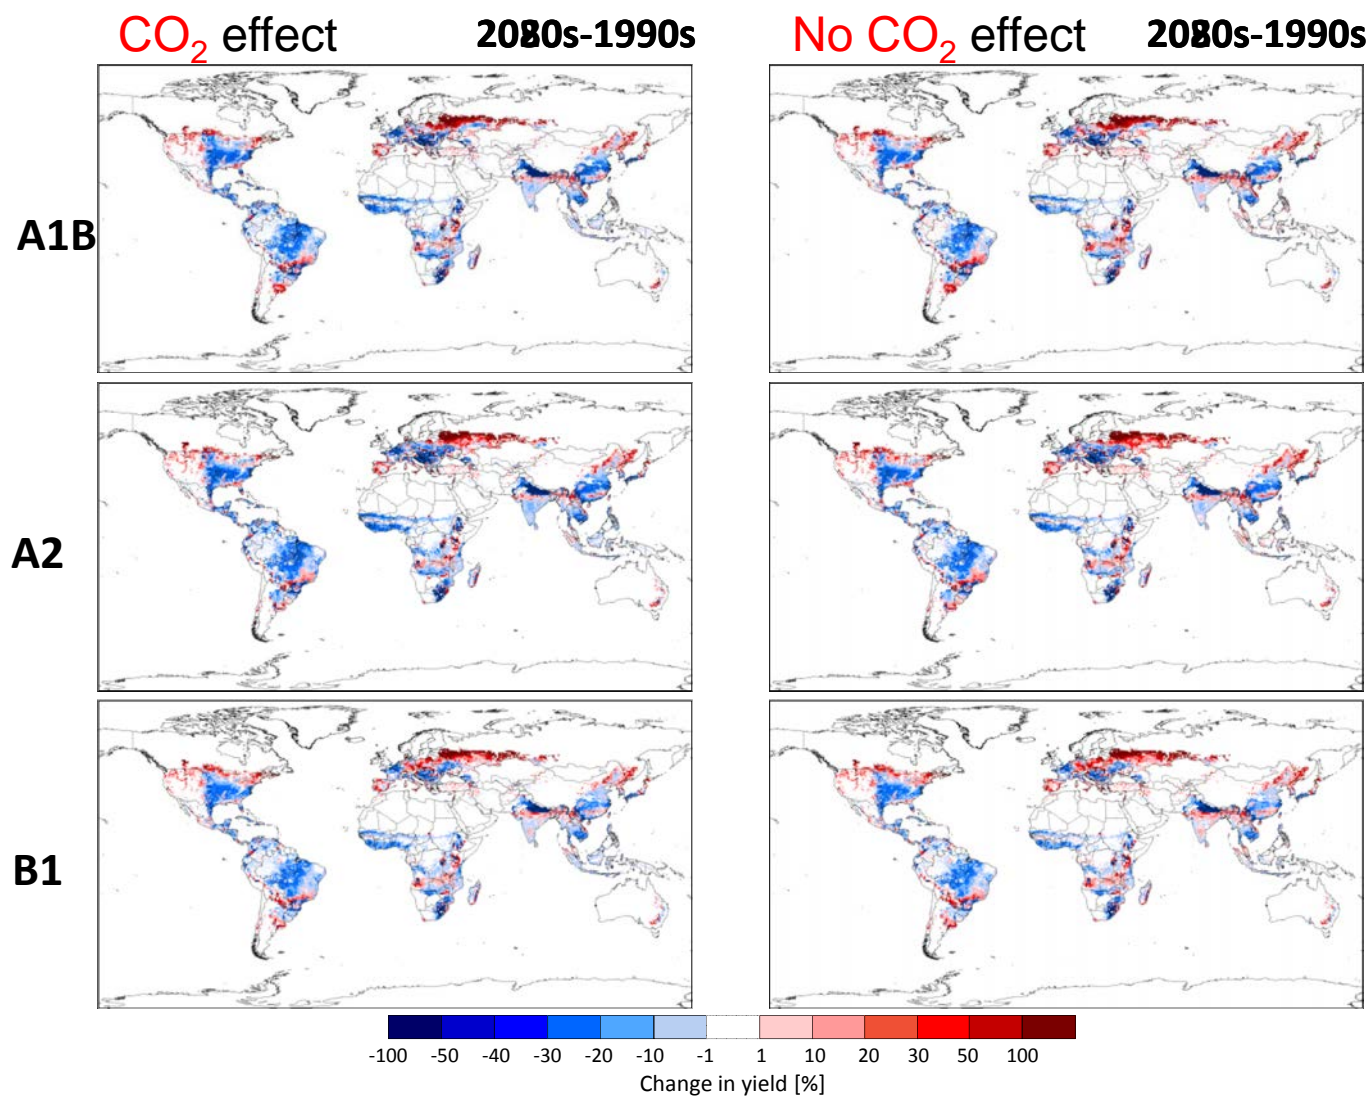 CO₂ effect
No CO₂ effect
A1B
A2
B1
-100 -50 -40 -30 -20 -10 -1 1 10 20 30 50 100
Change in yield [%]